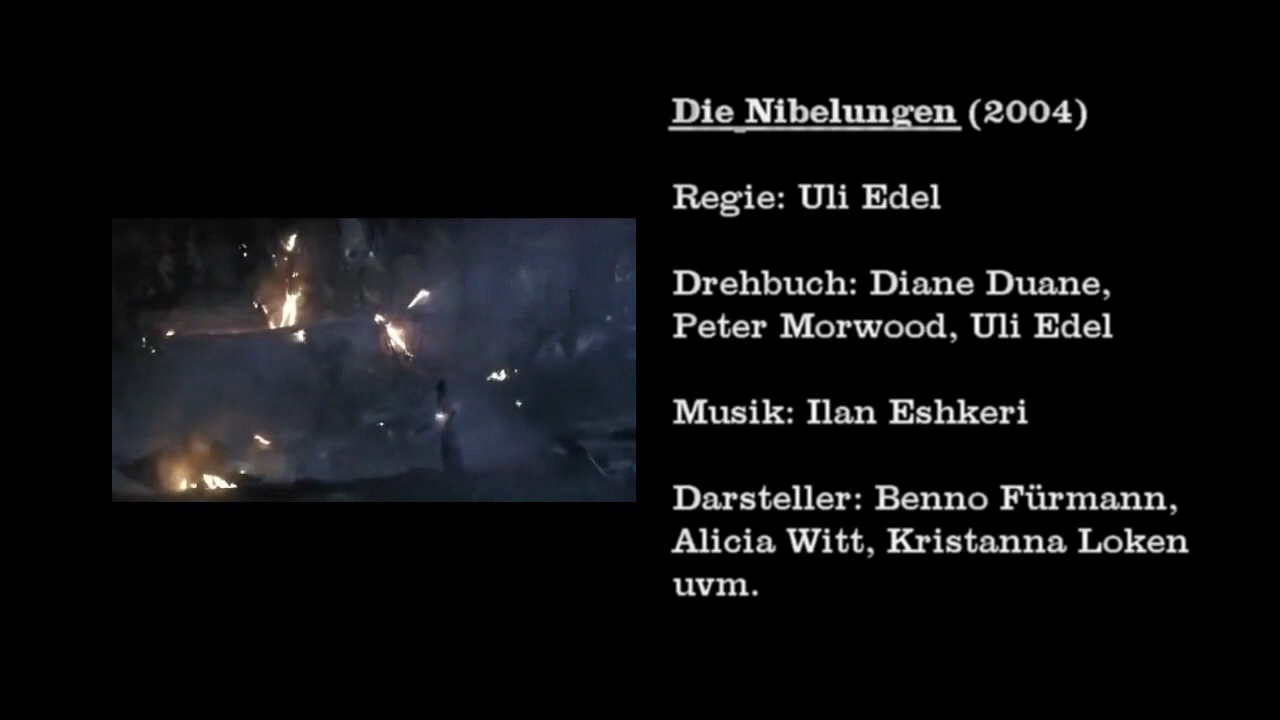 Die Nibelungen (2004)
Regie: Uli Edel
Drehbuch: Diane Duane,
Peter Morwood, Uli Edel
Musik: Ilan Eshkeri
Darsteller: Benno Fürmann,
Alicia Witt, Kristanna Loken
uvm.